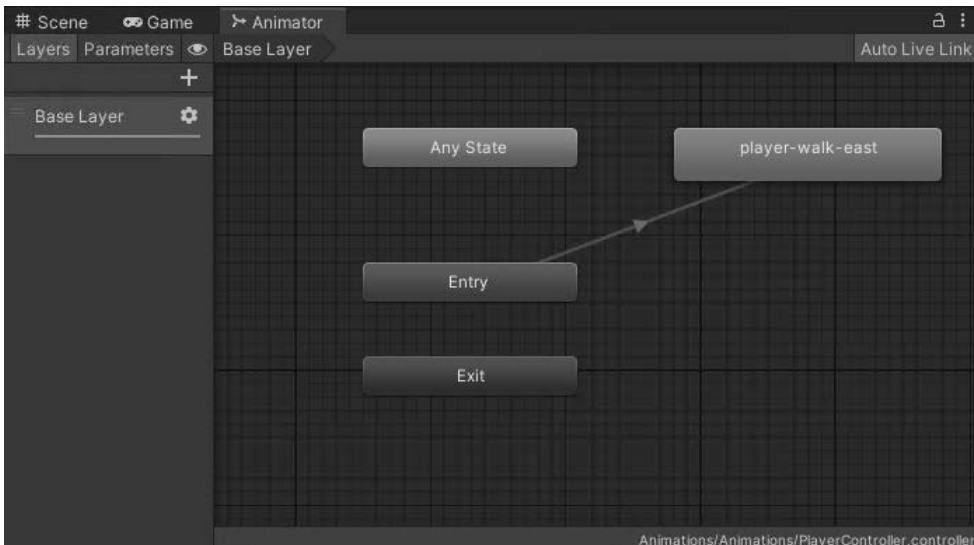 Scene Game Animator
Layers Parameters Base Layer Auto Live Link
Base Layer
Any State
player-walk-east
Entry
Exit
Animations/Animations/PlayerController.controller